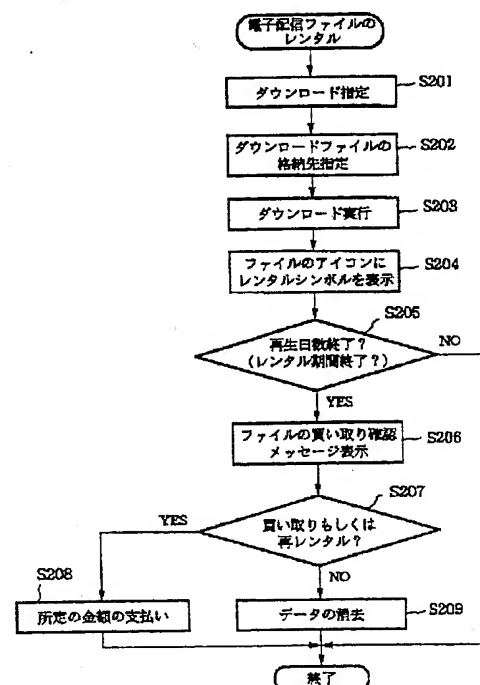 電子配信ファイルの
レンタル
ダウンロード指定
S201
ダウンロードファイルの
格納先指定
S202
ダウンロード実行
S203
ファイルのアイコンに
レンタルシンボルを表示
S204
S205
再生日数終了?
(レンタル期間終了?)
NO
YES
ファイルの買い取り確認
メッセージ表示
S206
S207
買い取りもしくは
再レンタル?
YES
NO
S208
所定の金額の支払い
データの消去
S209
終了